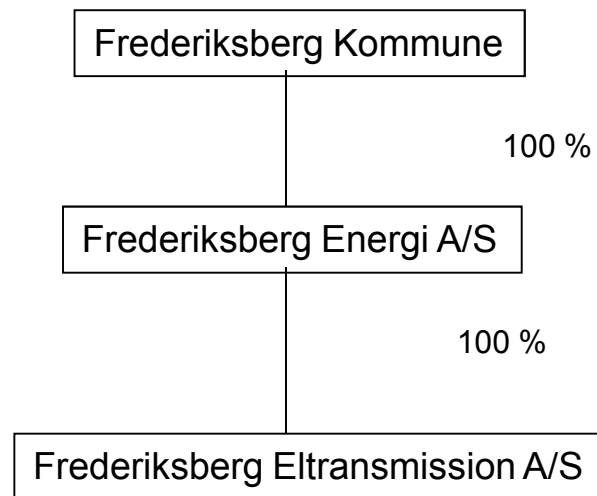 Frederiksberg Kommune
100 %
Frederiksberg Energi A/S
100 %
Frederiksberg Eltransmission A/S